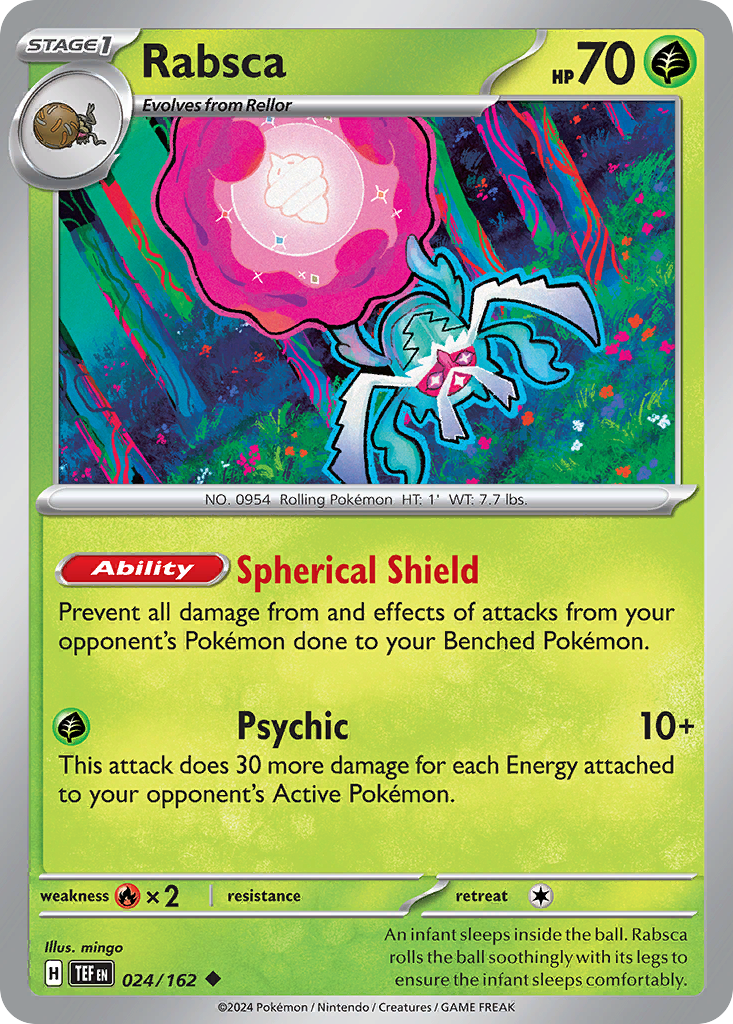 STAGE 1
Rabsca
HP 70
Evolves from Rellor
NO. 0954 Rolling Pokémon HT: 1' WT: 7.7 lbs.
Ability Spherical Shield
Prevent all damage from and effects of attacks from your
opponent's Pokémon done to your Benched Pokémon.
Psychic 10+
This attack does 30 more damage for each Energy attached
to your opponent's Active Pokémon.
weakness ×2 resistance retreat
Illus. mingo
H TEF EN 024/162
An infant sleeps inside the ball. Rabsca
rolls the ball soothingly with its legs to
ensure the infant sleeps comfortably.
©2024 Pokémon / Nintendo / Creatures / GAME FREAK